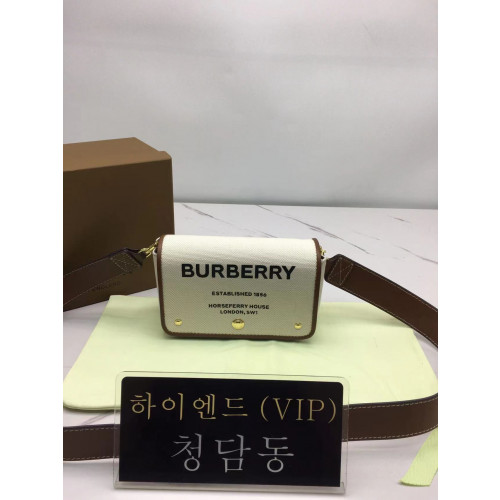 BURBERRY
ESTABLISHED 1856
HORSEFERRY HOUSE
LONDON, SW1
하이엔드 (VIP)
청담동